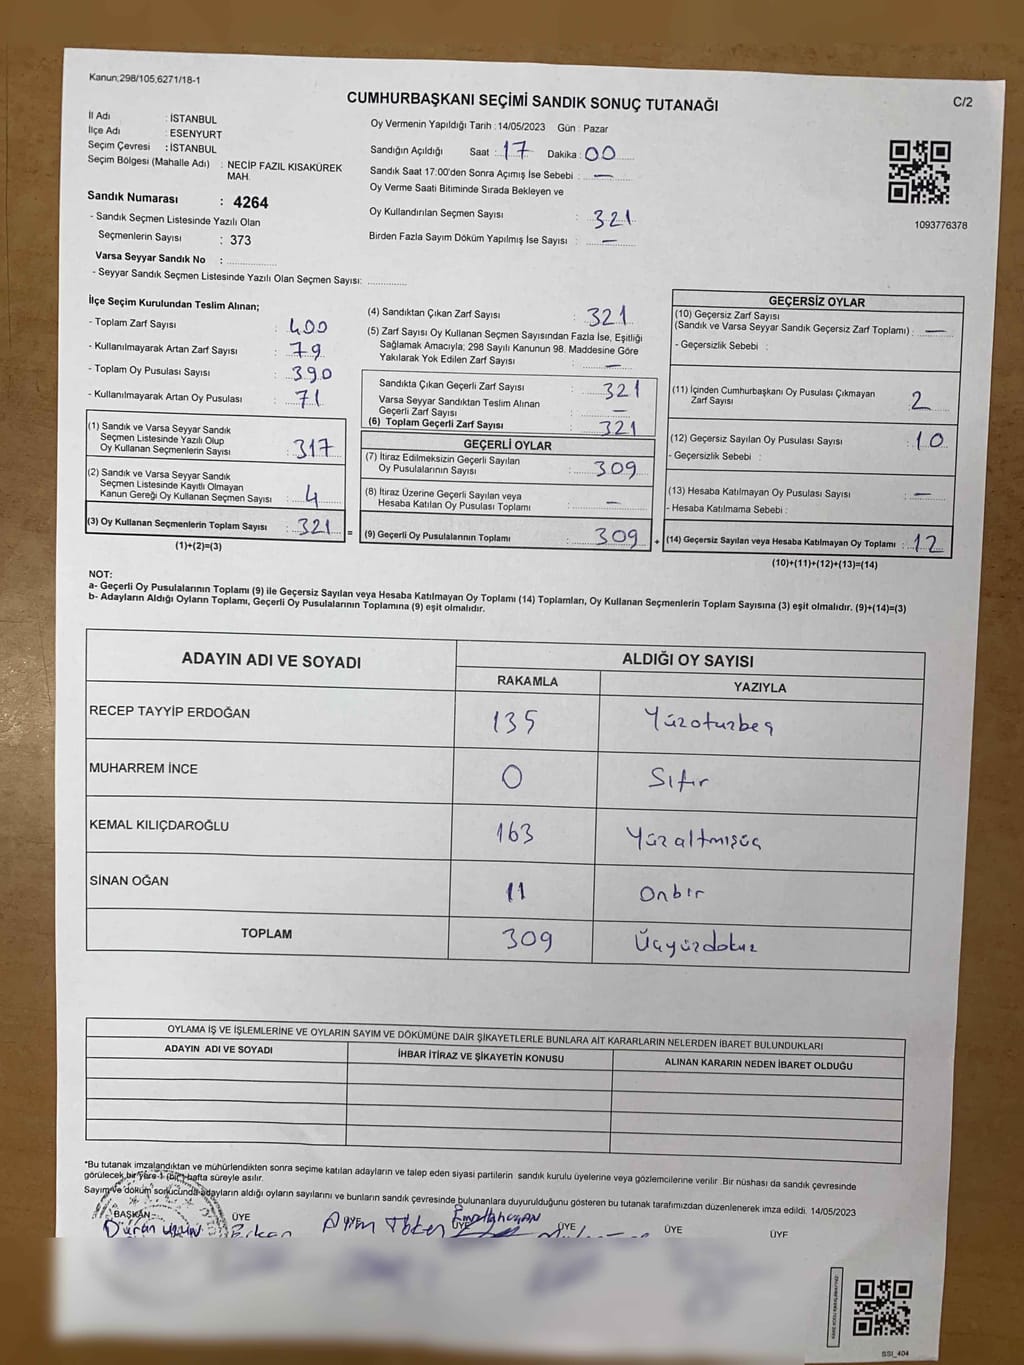 Kanun;298/105,6271/18-1
C/2
CUMHURBAŞKANI SEÇİMİ SANDIK SONUÇ TUTANAĞI
İl Adı : İSTANBUL
İlçe Adı : ESENYURT
Seçim Çevresi : İSTANBUL
Seçim Bölgesi (Mahalle Adı) : NECİP FAZIL KISAKÜREK
MAH.
Sandık Numarası : 4264
- Sandık Seçmen Listesinde Yazılı Olan
Seçmenlerin Sayısı : 373
Varsa Seyyar Sandık No :
- Seyyar Sandık Seçmen Listesinde Yazılı Olan Seçmen Sayısı:
Oy Vermenin Yapıldığı Tarih : 14/05/2023 Gün : Pazar
Sandığın Açıldığı Saat : 17 Dakika : 00
Sandık Saat 17:00'den Sonra Açımış İse Sebebi : —
Oy Verme Saati Bitiminde Sırada Bekleyen ve
Oy Kullandırılan Seçmen Sayısı : 321
Birden Fazla Sayım Döküm Yapılmış İse Sayısı : —
1093776378
İlçe Seçim Kurulundan Teslim Alınan;
- Toplam Zarf Sayısı : 400
- Kullanılmayarak Artan Zarf Sayısı : 79
- Toplam Oy Pusulası Sayısı : 390
- Kullanılmayarak Artan Oy Pusulası : 71
(1) Sandık ve Varsa Seyyar Sandık
Seçmen Listesinde Yazılı Olup
Oy Kullanan Seçmenlerin Sayısı : 317
(2) Sandık ve Varsa Seyyar Sandık
Seçmen Listesinde Kayıtlı Olmayan
Kanun Gereği Oy Kullanan Seçmen Sayısı : 4
(3) Oy Kullanan Seçmenlerin Toplam Sayısı : 321 =
(1)+(2)=(3)
(4) Sandıktan Çıkan Zarf Sayısı : 321
(5) Zarf Sayısı Oy Kullanan Seçmen Sayısından Fazla İse, Eşitliği
Sağlamak Amacıyla; 298 Sayılı Kanunun 98. Maddesine Göre
Yakılarak Yok Edilen Zarf Sayısı : —
Sandıkta Çıkan Geçerli Zarf Sayısı : 321
Varsa Seyyar Sandıktan Teslim Alınan
Geçerli Zarf Sayısı : —
(6) Toplam Geçerli Zarf Sayısı : 321
GEÇERLİ OYLAR
(7) İtiraz Edilmeksizin Geçerli Sayılan
Oy Pusulalarının Sayısı : 309
(8) İtiraz Üzerine Geçerli Sayılan veya
Hesaba Katılan Oy Pusulası Toplamı : —
(9) Geçerli Oy Pusulalarının Toplamı : 309 +
GEÇERSİZ OYLAR
(10) Geçersiz Zarf Sayısı
(Sandık ve Varsa Seyyar Sandık Geçersiz Zarf Toplamı) : —
- Geçersizlik Sebebi :
(11) İçinden Cumhurbaşkanı Oy Pusulası Çıkmayan
Zarf Sayısı : 2
(12) Geçersiz Sayılan Oy Pusulası Sayısı : 10
- Geçersizlik Sebebi :
(13) Hesaba Katılmayan Oy Pusulası Sayısı : —
- Hesaba Katılmama Sebebi :
(14) Geçersiz Sayılan veya Hesaba Katılmayan Oy Toplamı : 12
(10)+(11)+(12)+(13)=(14)
NOT:
a- Geçerli Oy Pusulalarının Toplamı (9) ile Geçersiz Sayılan veya Hesaba Katılmayan Oy Toplamı (14) Toplamları, Oy Kullanan Seçmenlerin Toplam Sayısına (3) eşit olmalıdır. (9)+(14)=(3)
b- Adayların Aldığı Oyların Toplamı, Geçerli Oy Pusulalarının Toplamına (9) eşit olmalıdır.
ADAYIN ADI VE SOYADI ALDIĞI OY SAYISI
RAKAMLA YAZIYLA
RECEP TAYYİP ERDOĞAN 135 Yüzotuzbeş
MUHARREM İNCE 0 Sıfır
KEMAL KILIÇDAROĞLU 163 Yüzaltmışüç
SİNAN OĞAN 11 Onbir
TOPLAM 309 Üçyüzdokuz
OYLAMA İŞ VE İŞLEMLERİNE VE OYLARIN SAYIM VE DÖKÜMÜNE DAİR ŞİKAYETLERLE BUNLARA AİT KARARLARIN NELERDEN İBARET BULUNDUKLARI
ADAYIN ADI VE SOYADI İHBAR İTİRAZ VE ŞİKAYETİN KONUSU ALINAN KARARIN NEDEN İBARET OLDUĞU
*Bu tutanak imzalandıktan ve mühürlendikten sonra seçime katılan adayların ve talep eden siyasi partilerin sandık kurulu üyelerine veya gözlemcilerine verilir .Bir nüshası da sandık çevresinde
görülecek bir yere 1 (bir) hafta süreyle asılır.
Sayım ve döküm sonucunda adayların aldığı oyların sayılarını ve bunların sandık çevresinde bulunanlara duyurulduğunu gösteren bu tutanak tarafımızdan düzenlenerek imza edildi. 14/05/2023
BAŞKAN ÜYE ÜYE ÜYE ÜYE ÜYE
Duran uzun
SSI_404